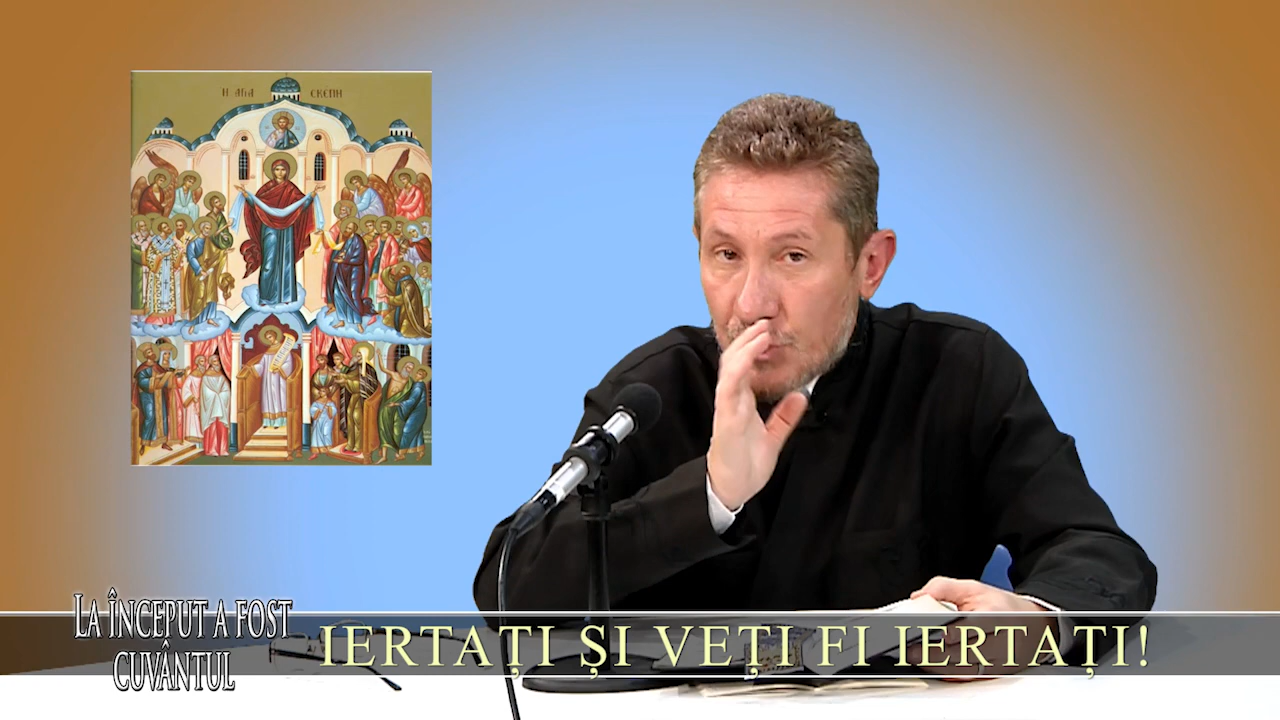 Η ΑΓΙΑ ΣΚΕΠΗ
LA ÎNCEPUT A FOST
CUVÂNTUL
IERTAȚI ȘI VEȚI FI IERTAȚI!